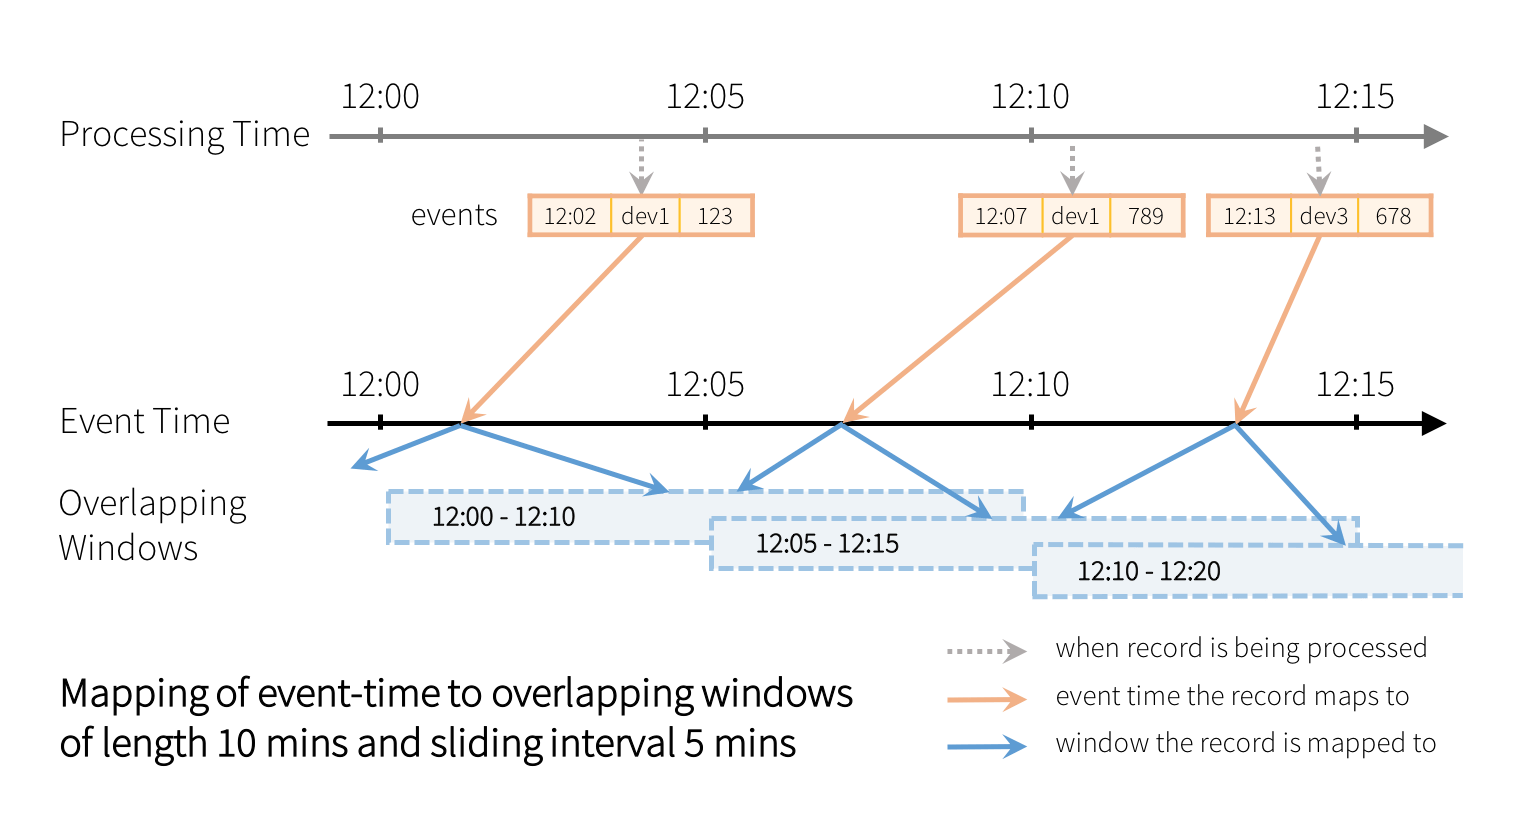 12:00 12:05 12:10 12:15
Processing Time
events 12:02 dev1 123 12:07 dev1 789 12:13 dev3 678
12:00 12:05 12:10 12:15
Event Time
Overlapping
Windows
12:00 - 12:10
12:05 - 12:15
12:10 - 12:20
when record is being processed
event time the record maps to
window the record is mapped to
Mapping of event-time to overlapping windows
of length 10 mins and sliding interval 5 mins